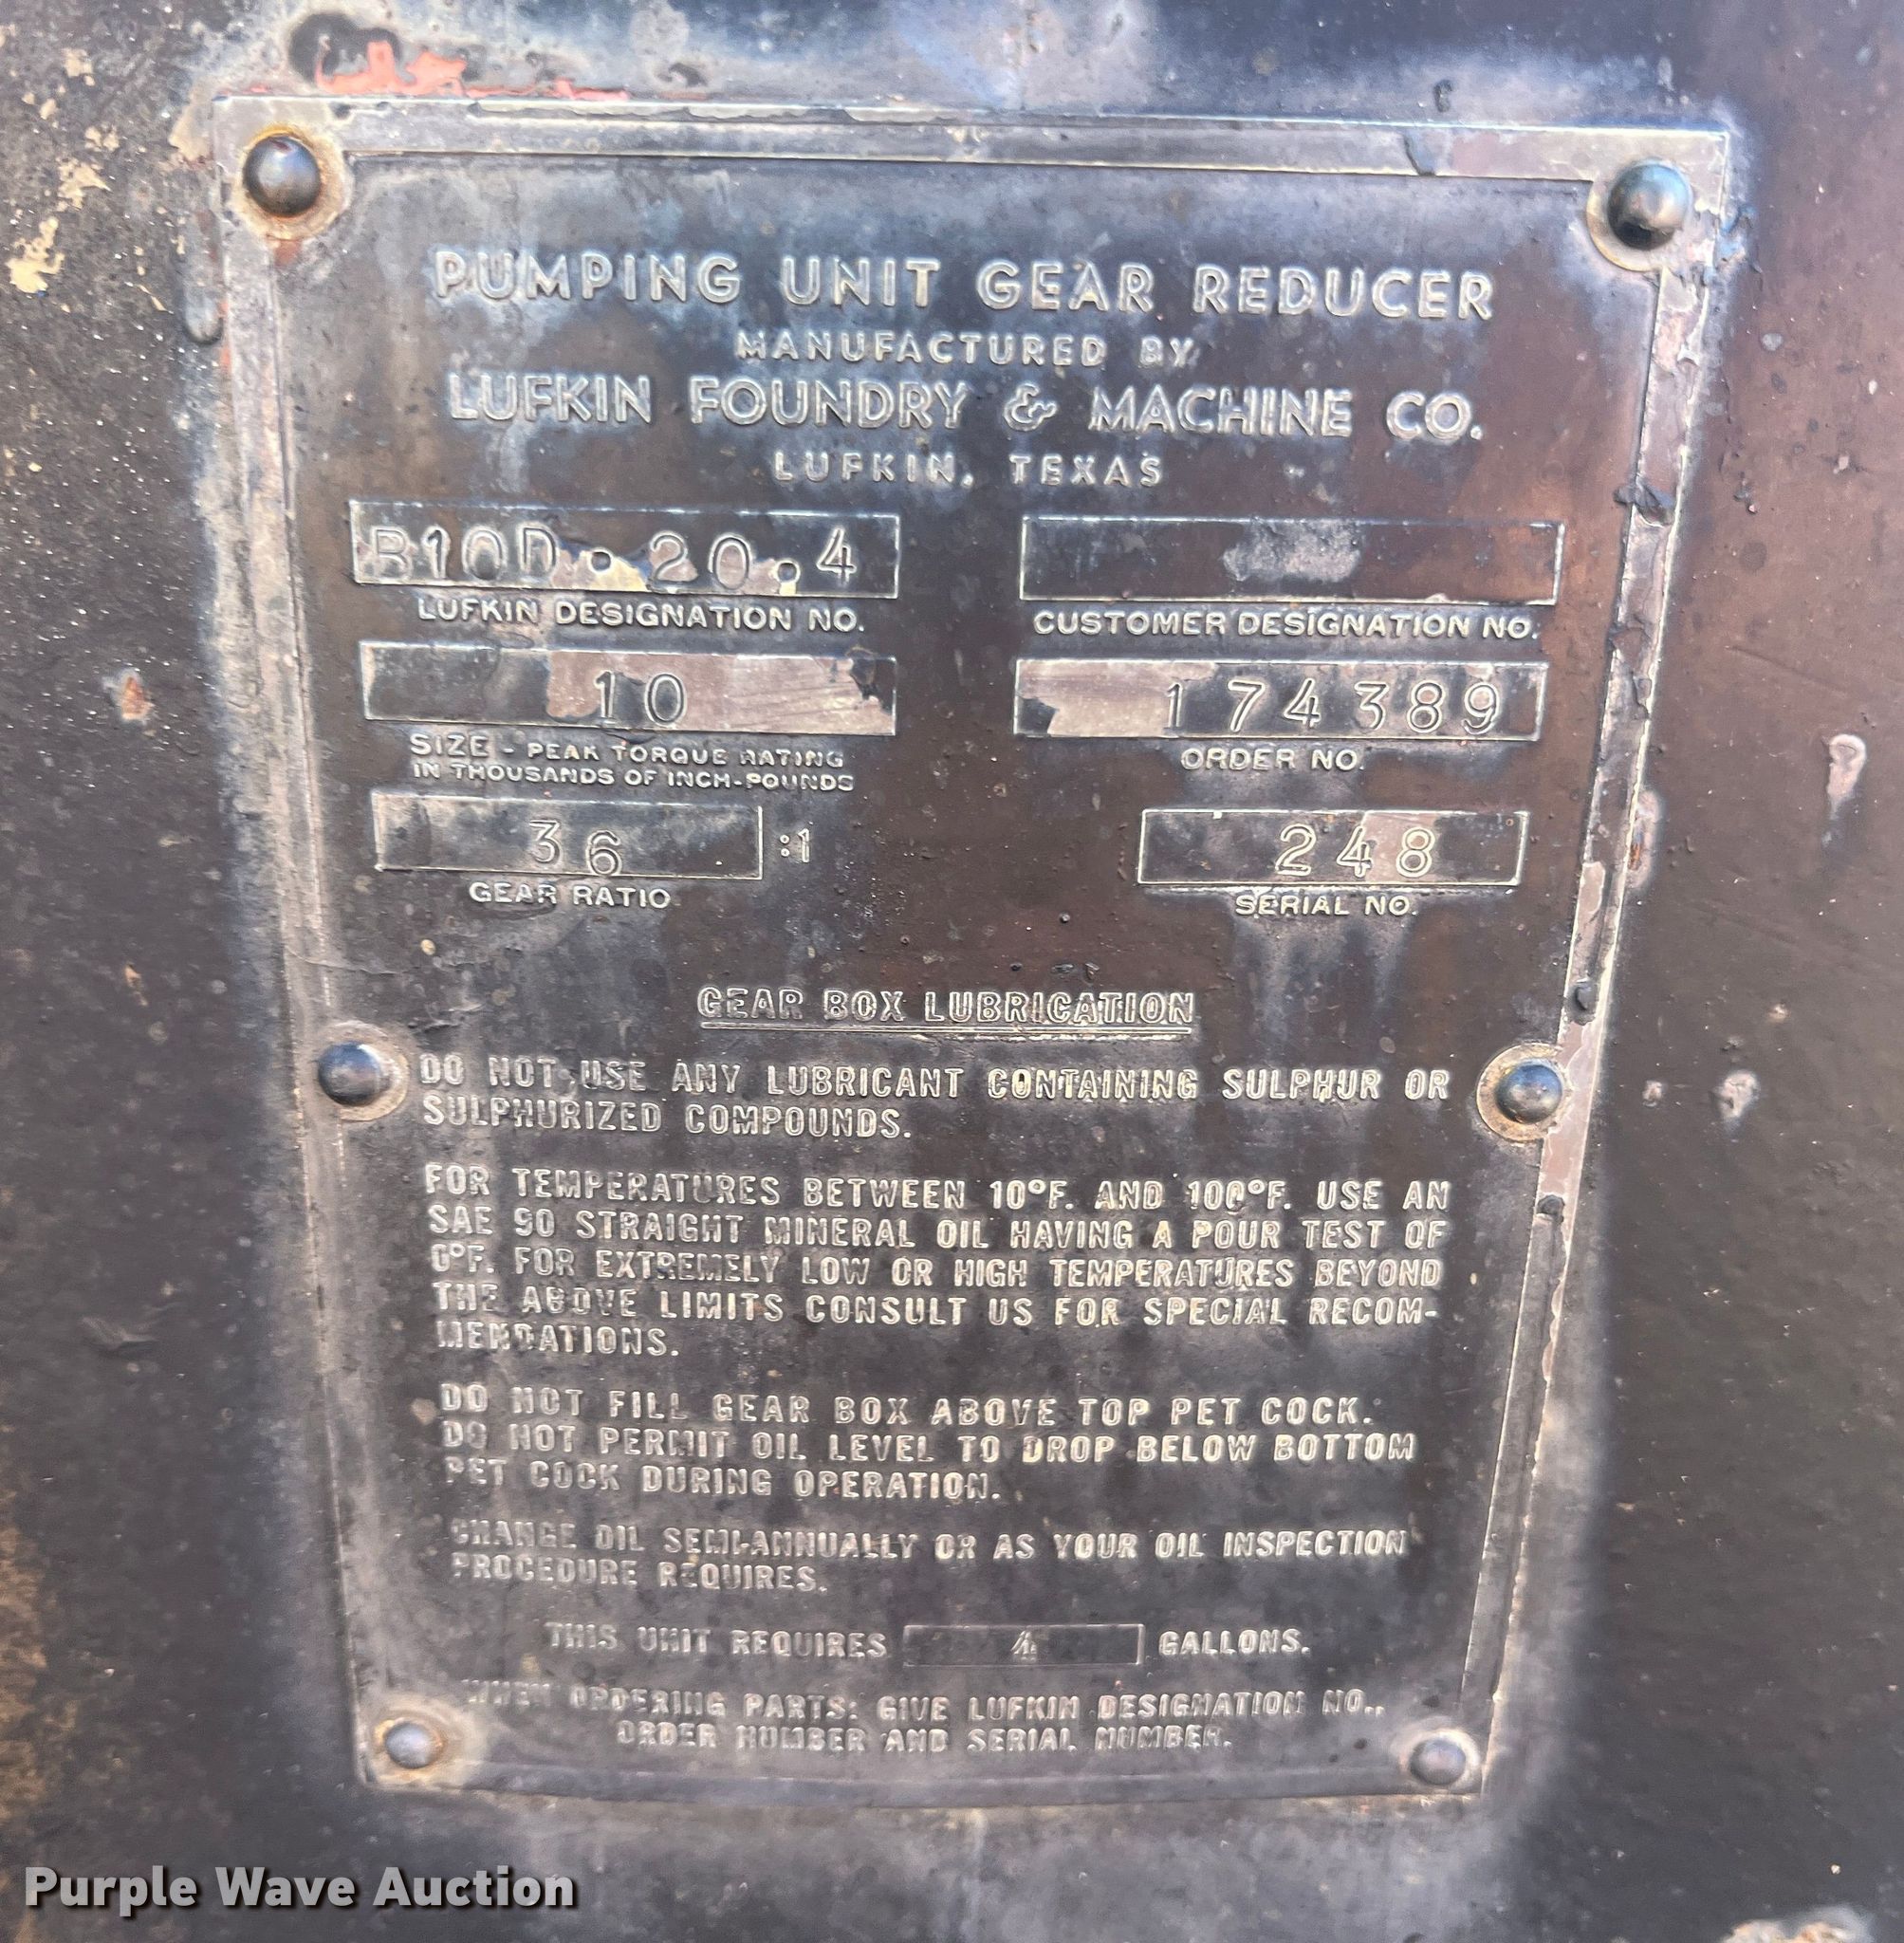 PUMPING UNIT GEAR REDUCER
MANUFACTURED BY
LUFKIN FOUNDRY & MACHINE CO.
LUFKIN, TEXAS
B10D.20.4
LUFKIN DESIGNATION NO.
CUSTOMER DESIGNATION NO.
10
SIZE - PEAK TORQUE RATING
IN THOUSANDS OF INCH-POUNDS
174389
ORDER NO.
36 :1
GEAR RATIO
248
SERIAL NO.
GEAR BOX LUBRICATION
DO NOT USE ANY LUBRICANT CONTAINING SULPHUR OR
SULPHURIZED COMPOUNDS.
FOR TEMPERATURES BETWEEN 10°F. AND 100°F. USE AN
SAE 90 STRAIGHT MINERAL OIL HAVING A POUR TEST OF
0°F. FOR EXTREMELY LOW OR HIGH TEMPERATURES BEYOND
THE ABOVE LIMITS CONSULT US FOR SPECIAL RECOM-
MENDATIONS.
DO NOT FILL GEAR BOX ABOVE TOP PET COCK.
DO NOT PERMIT OIL LEVEL TO DROP BELOW BOTTOM
PET COCK DURING OPERATION.
CHANGE OIL SEMI-ANNUALLY OR AS YOUR OIL INSPECTION
PROCEDURE REQUIRES.
THIS UNIT REQUIRES 4 GALLONS.
WHEN ORDERING PARTS: GIVE LUFKIN DESIGNATION NO.,
ORDER NUMBER AND SERIAL NUMBER.
Purple Wave Auction